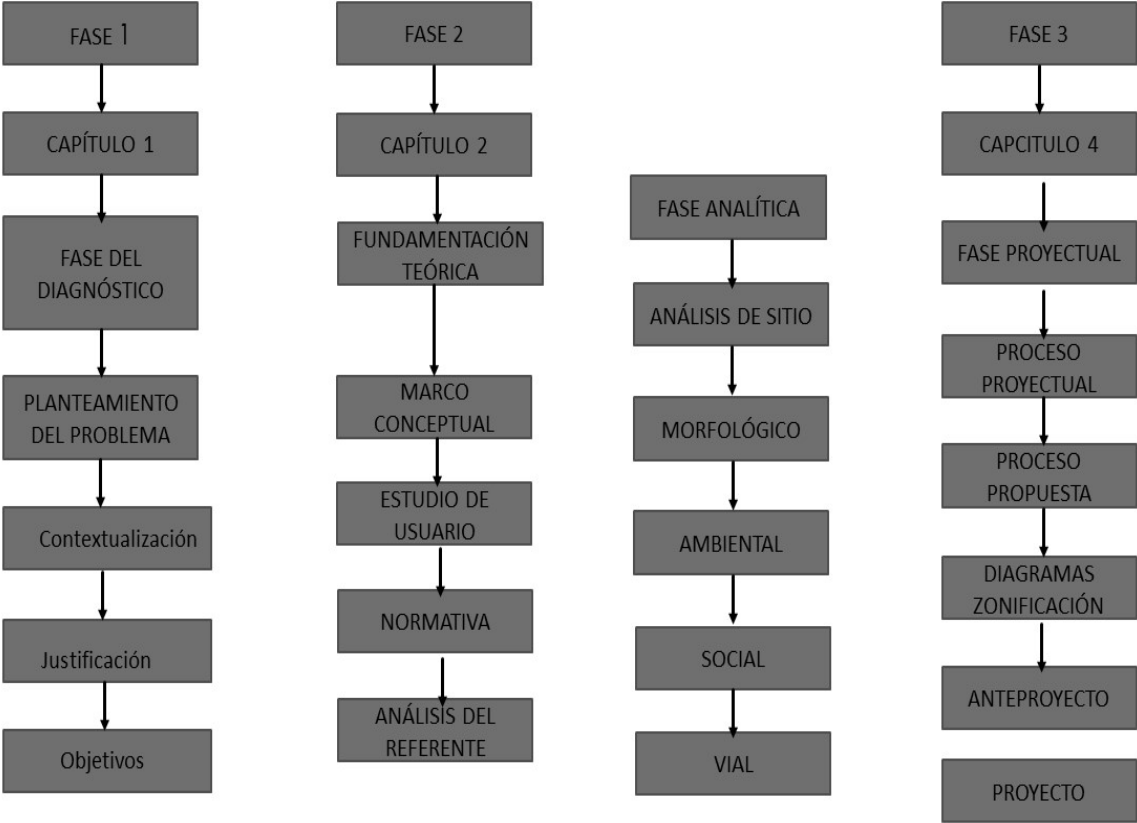 FASE 1
CAPÍTULO 1
FASE DEL
DIAGNÓSTICO
PLANTEAMIENTO
DEL PROBLEMA
Contextualización
Justificación
Objetivos
FASE 2
CAPÍTULO 2
FUNDAMENTACIÓN
TEÓRICA
MARCO
CONCEPTUAL
ESTUDIO DE
USUARIO
NORMATIVA
ANÁLISIS DEL
REFERENTE
FASE ANALÍTICA
ANÁLISIS DE SITIO
MORFOLÓGICO
AMBIENTAL
SOCIAL
VIAL
FASE 3
CAPCITULO 4
FASE PROYECTUAL
PROCESO
PROYECTUAL
PROCESO
PROPUESTA
DIAGRAMAS
ZONIFICACIÓN
ANTEPROYECTO
PROYECTO